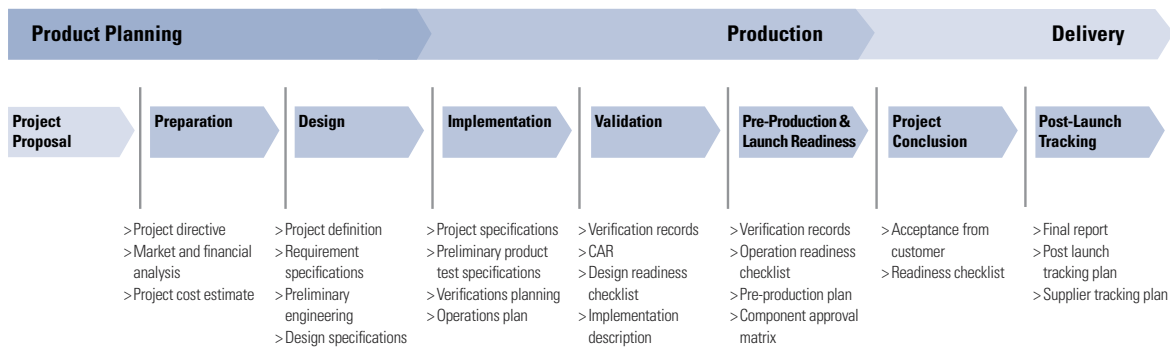 Product Planning
Production
Delivery
Project
Proposal
Preparation
Design
Implementation
Validation
Pre-Production &
Launch Readiness
Project
Conclusion
Post-Launch
Tracking
> Project directive
> Market and financial
analysis
> Project cost estimate
> Project definition
> Requirement
specifications
> Preliminary
engineering
> Design specifications
> Project specifications
> Preliminary product
test specifications
> Verifications planning
> Operations plan
> Verification records
> CAR
> Design readiness
checklist
> Implementation
description
> Verification records
> Operation readiness
checklist
> Pre-production plan
> Component approval
matrix
> Acceptance from
customer
> Readiness checklist
> Final report
> Post launch
tracking plan
> Supplier tracking plan